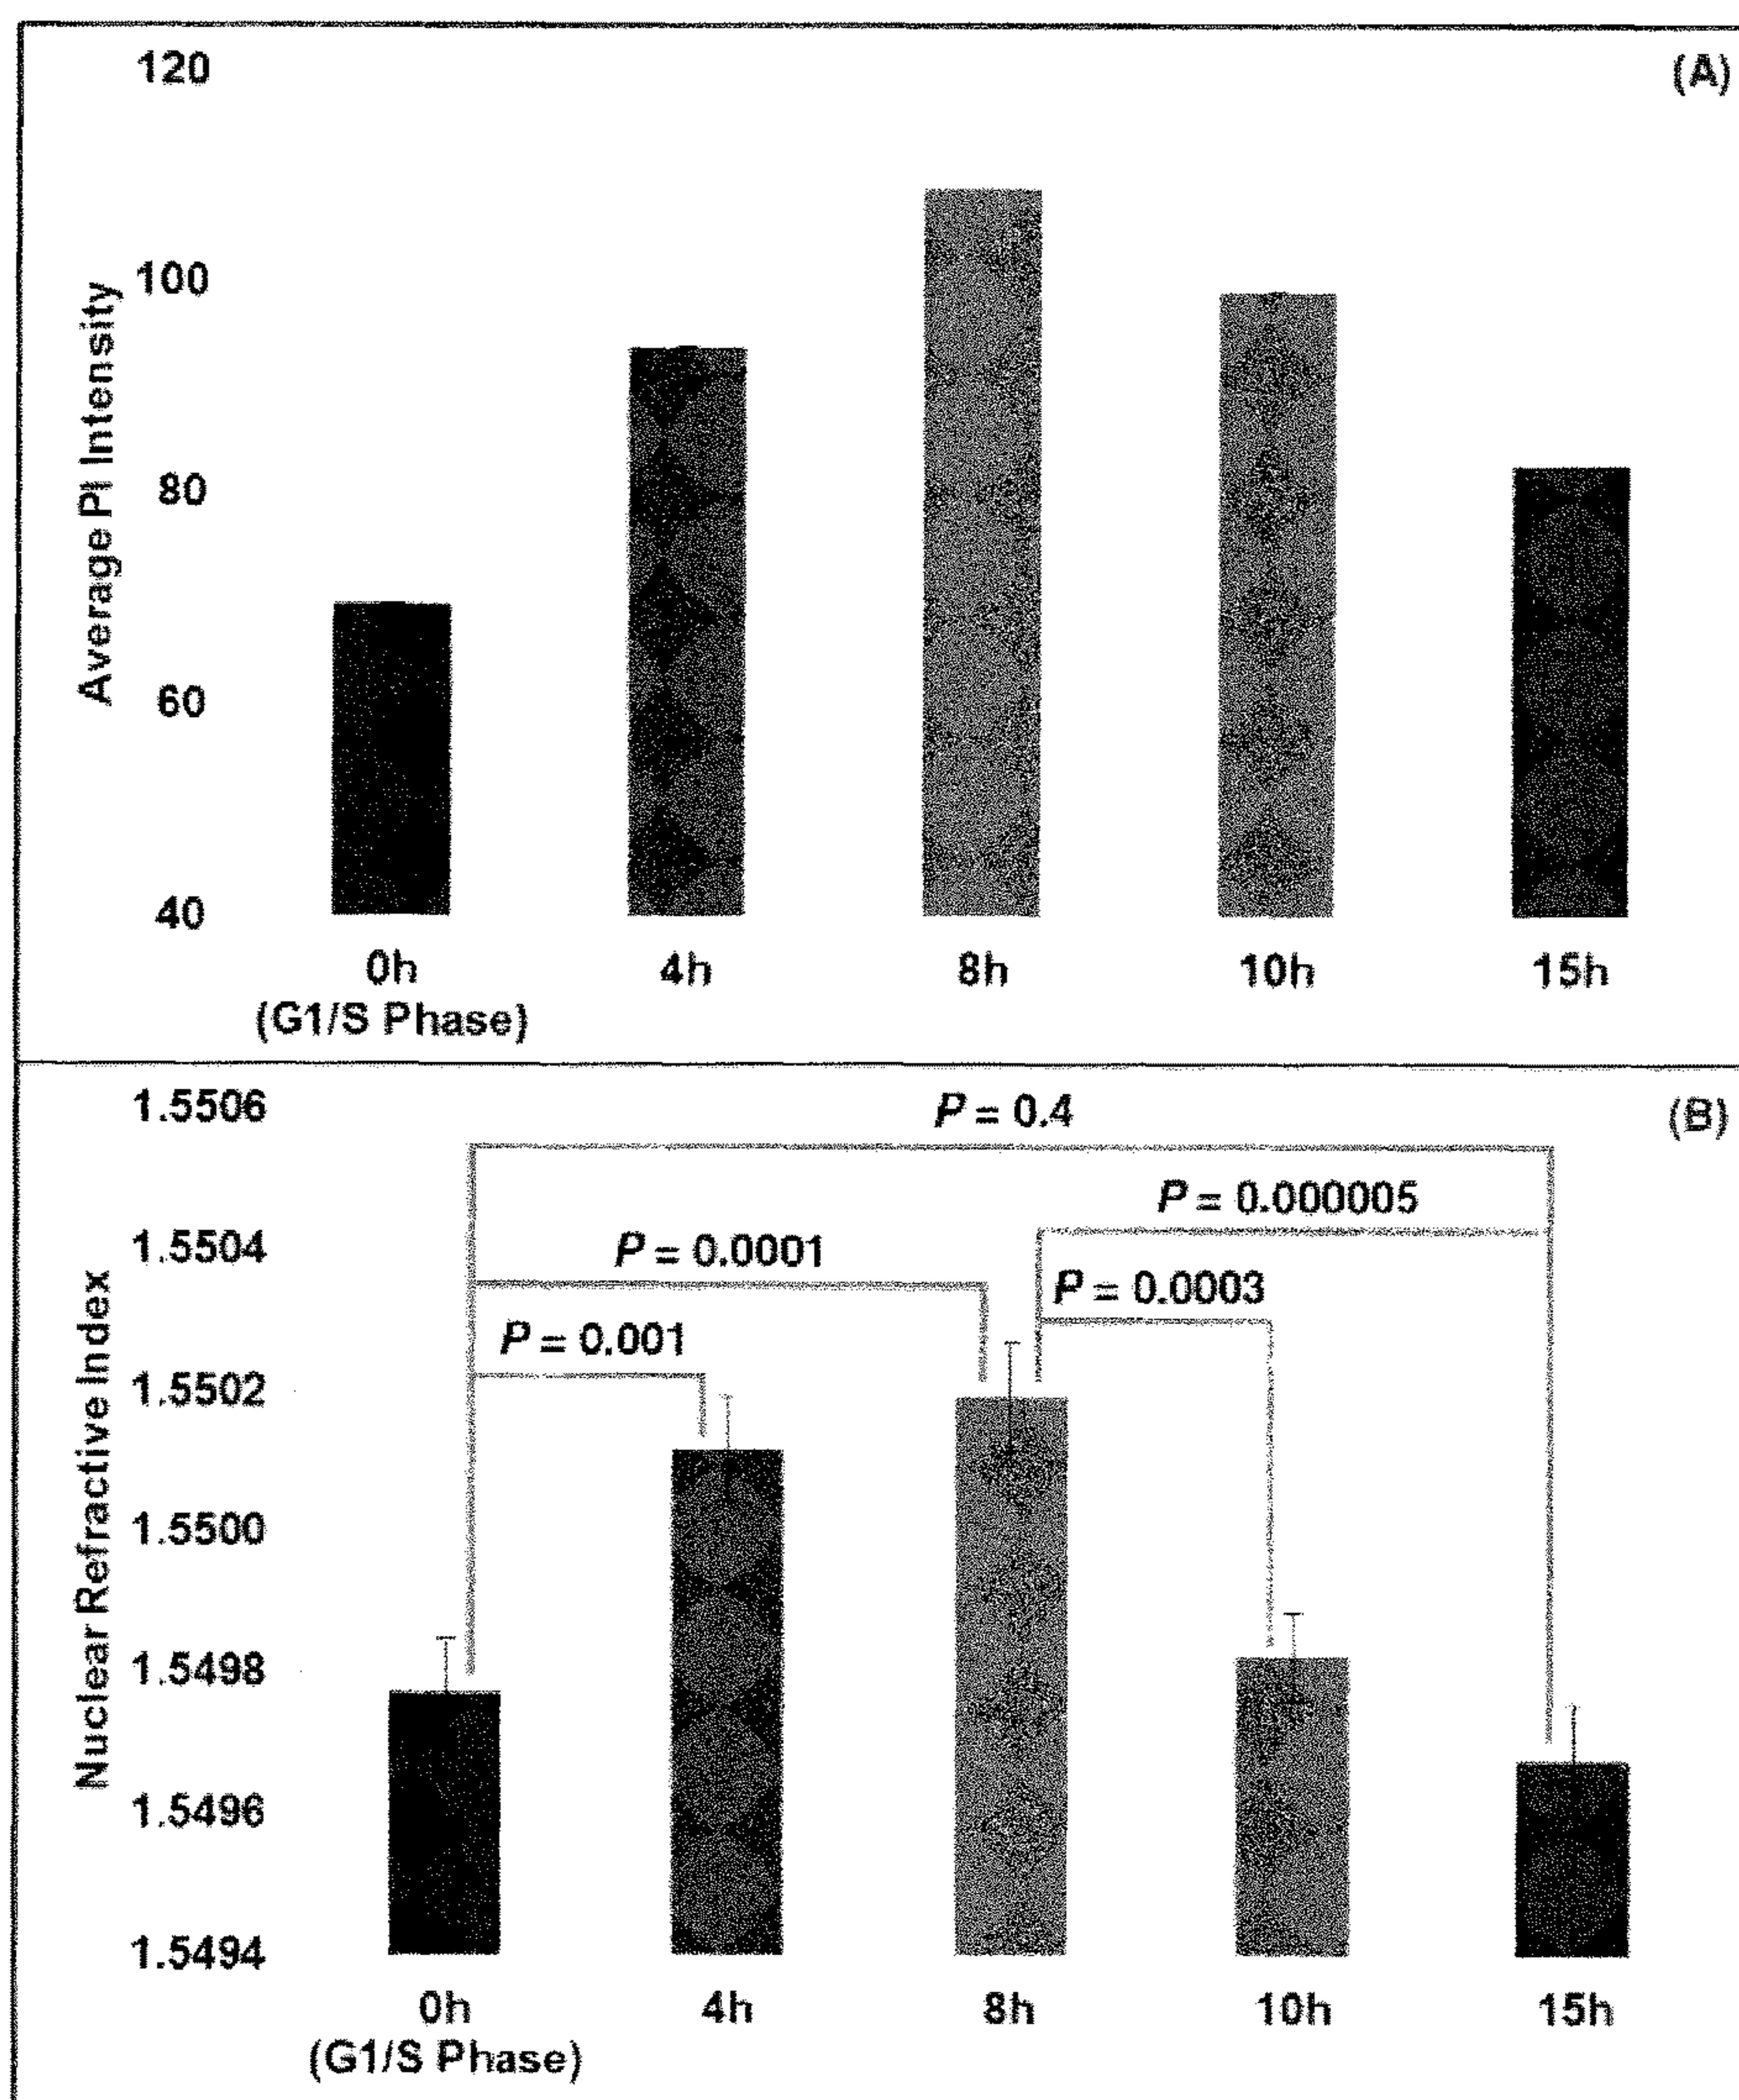 (A)
120
100
80
60
40
Average PI Intensity
0h 4h 8h 10h 15h
(G1/S Phase)
(B)
1.5506
1.5504
1.5502
1.5500
1.5498
1.5496
1.5494
Nuclear Refractive Index
P = 0.4
P = 0.000005
P = 0.0001
P = 0.0003
P = 0.001
0h 4h 8h 10h 15h
(G1/S Phase)